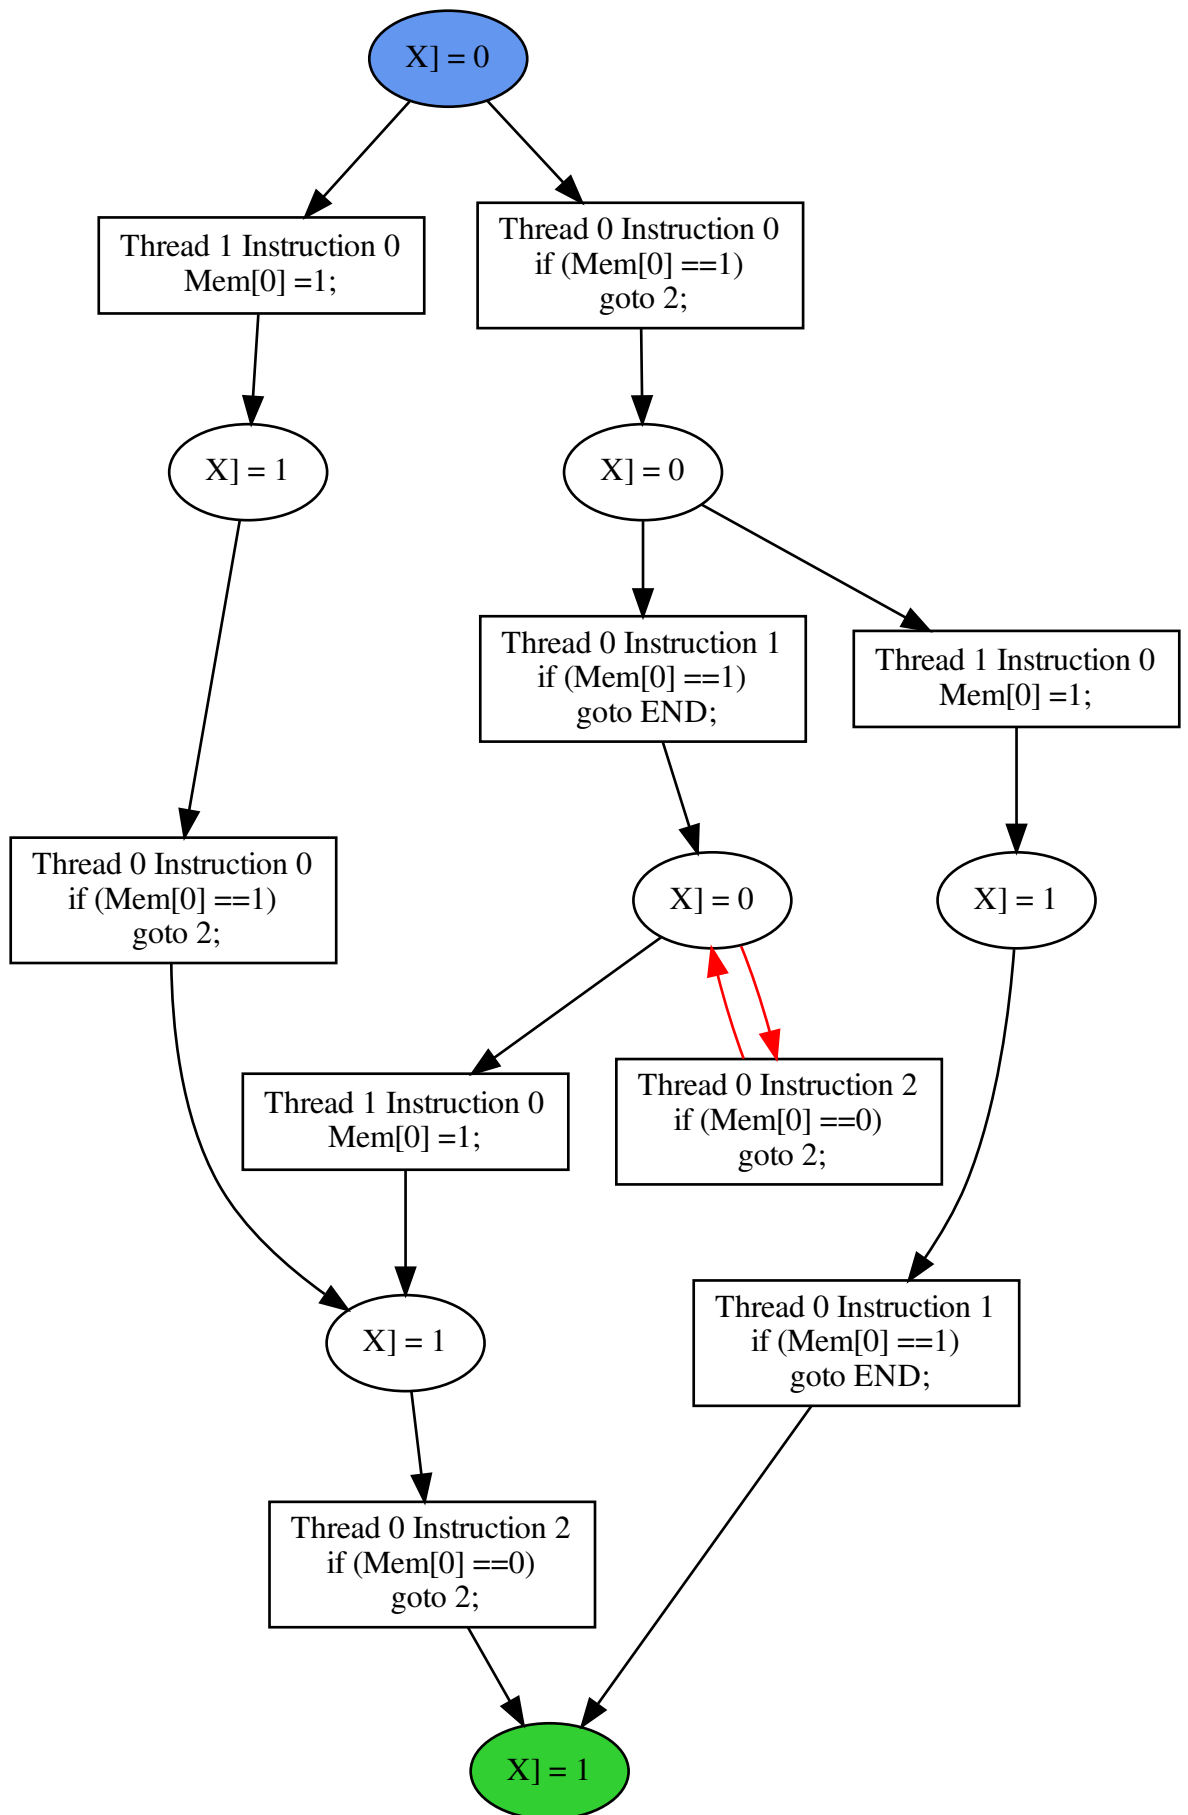 X] = 0
Thread 1 Instruction 0
Mem[0] =1;
Thread 0 Instruction 0
if (Mem[0] ==1)
goto 2;
X] = 1
X] = 0
Thread 0 Instruction 1
if (Mem[0] ==1)
goto END;
Thread 1 Instruction 0
Mem[0] =1;
Thread 0 Instruction 0
if (Mem[0] ==1)
goto 2;
X] = 0
X] = 1
Thread 1 Instruction 0
Mem[0] =1;
Thread 0 Instruction 2
if (Mem[0] ==0)
goto 2;
X] = 1
Thread 0 Instruction 1
if (Mem[0] ==1)
goto END;
Thread 0 Instruction 2
if (Mem[0] ==0)
goto 2;
X] = 1